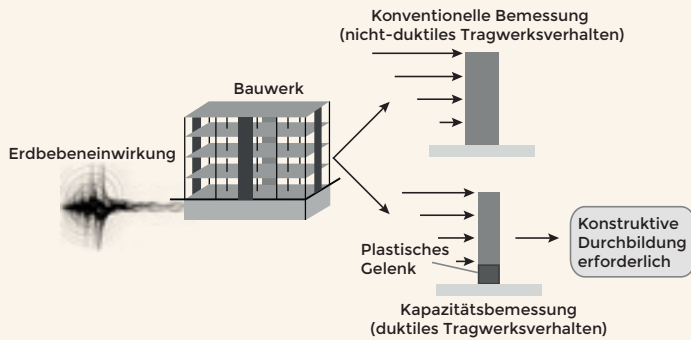 Konventionelle Bemessung
(nicht-duktiles Tragwerksverhalten)
Bauwerk
Erdbebeneinwirkung
Plastisches
Gelenk
Konstruktive
Durchbildung
erforderlich
Kapazitätsbemessung
(duktiles Tragwerksverhalten)